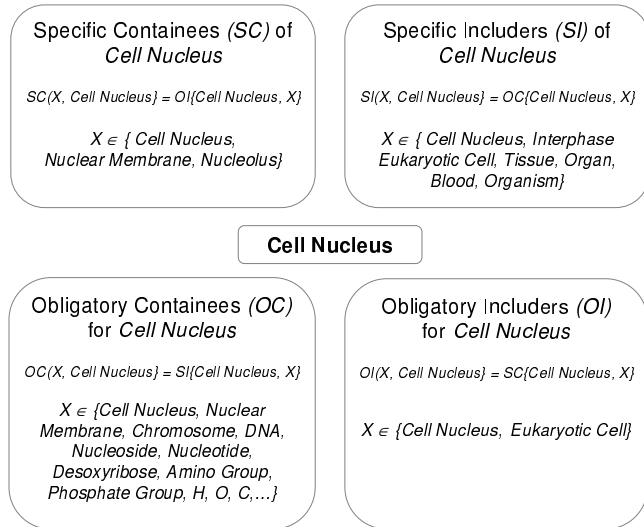 Specific Containees (SC) of
Cell Nucleus
SC(X, Cell Nucleus} = OI{Cell Nucleus, X}
X ∈ { Cell Nucleus,
Nuclear Membrane, Nucleolus}
Specific Includers (SI) of
Cell Nucleus
SI(X, Cell Nucleus} = OC{Cell Nucleus, X}
X ∈ { Cell Nucleus, Interphase
Eukaryotic Cell, Tissue, Organ,
Blood, Organism}
Cell Nucleus
Obligatory Containees (OC)
for Cell Nucleus
OC(X, Cell Nucleus} = SI{Cell Nucleus, X}
X ∈ {Cell Nucleus, Nuclear
Membrane, Chromosome, DNA,
Nucleoside, Nucleotide,
Desoxyribose, Amino Group,
Phosphate Group, H, O, C,...}
Obligatory Includers (OI)
for Cell Nucleus
OI(X, Cell Nucleus} = SC{Cell Nucleus, X}
X ∈ {Cell Nucleus, Eukaryotic Cell}